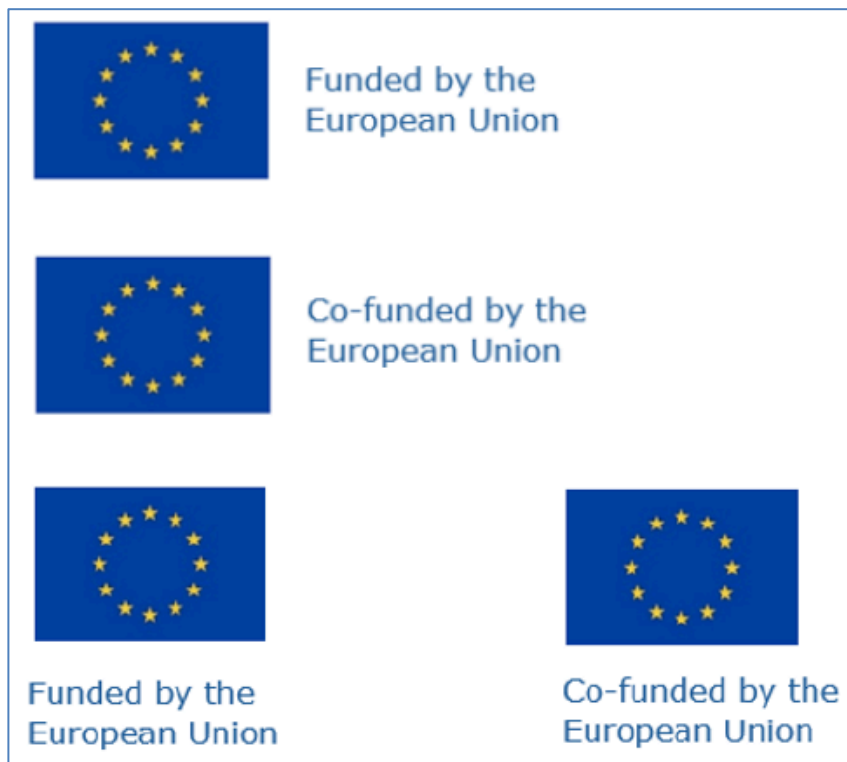 Funded by the
European Union
Co-funded by the
European Union
Funded by the
European Union
Co-funded by the
European Union